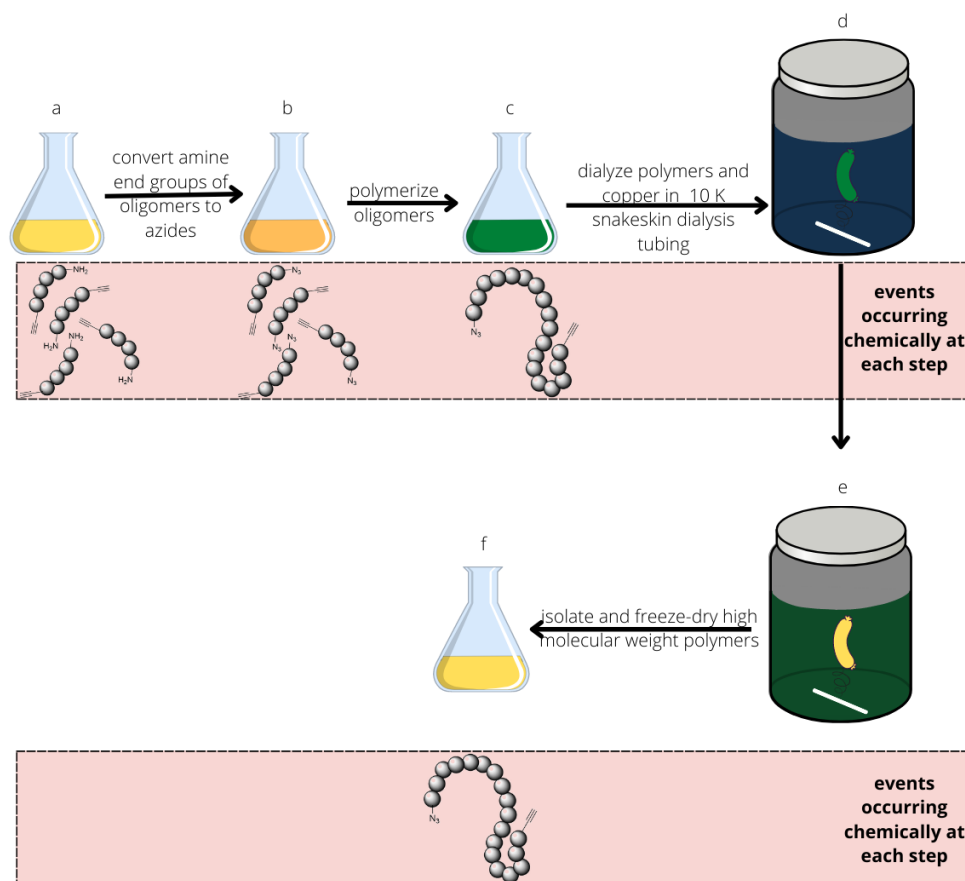 d
a
b
c
convert amine
end groups of
oligomers to
azides
polymerize
oligomers
dialyze polymers and
copper in 10 K
snakeskin dialysis
tubing
NH₂
H₂N
NH₂
H₂N
N₃
N₃
N₃
N₃
N₃
events
occurring
chemically at
each step
e
f
isolate and freeze-dry high
molecular weight polymers
N₃
events
occurring
chemically at
each step